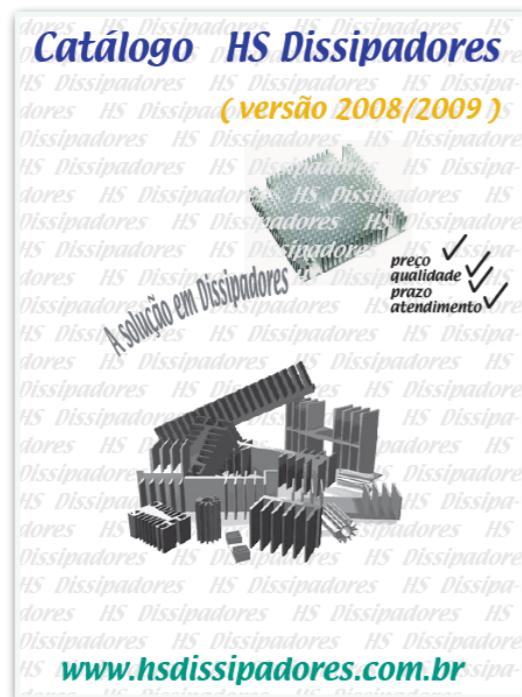 Catálogo HS Dissipadores
( versão 2008/2009 )
preço
qualidade
prazo
atendimento
A solução em Dissipadores
www.hsdissipadores.com.br